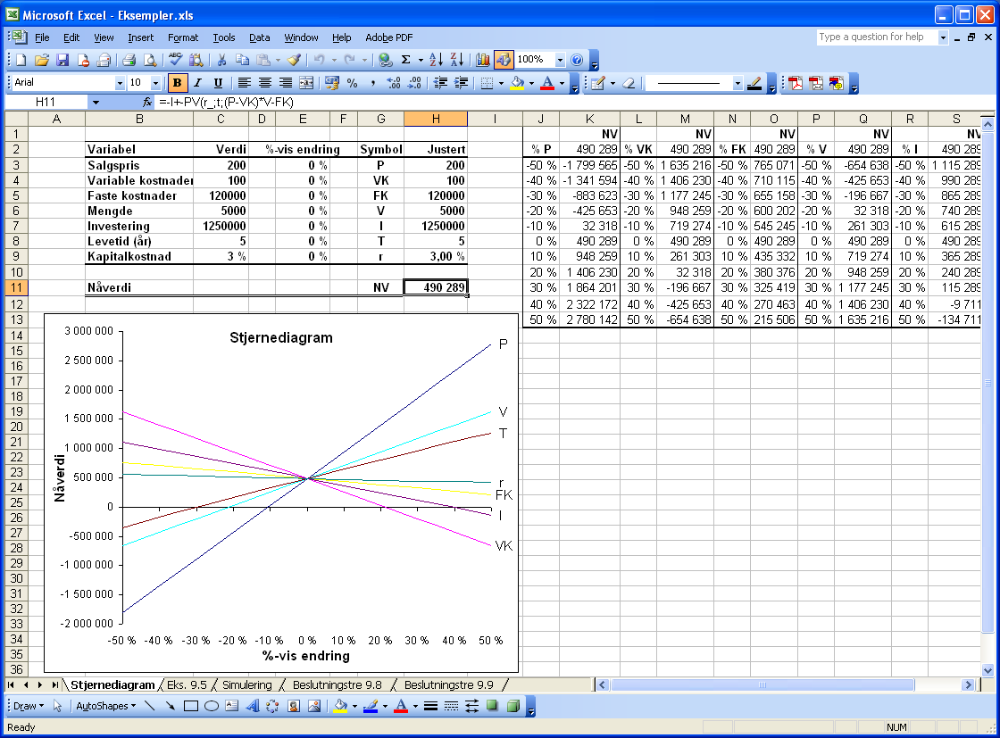 Microsoft Excel - Eksempler.xls
File Edit View Insert Format Tools Data Window Help Adobe PDF Type a question for help
100%
Arial 10 B I U
H11 fx =-I+-PV(r_;t;(P-VK)*V-FK)
A B C D E F G H I J K L M N O P Q R S
1 NV NV NV NV NV
2 Variabel Verdi %-vis endring Symbol Justert % P 490 289 % VK 490 289 % FK 490 289 % V 490 289 % I 490 289
3 Salgspris 200 0 % P 200 -50 % -1 799 565 -50 % 1 635 216 -50 % 765 071 -50 % -654 638 -50 % 1 115 289
4 Variable kostnader 100 0 % VK 100 -40 % -1 341 594 -40 % 1 406 230 -40 % 710 115 -40 % -425 653 -40 % 990 289
5 Faste kostnader 120000 0 % FK 120000 -30 % -883 623 -30 % 1 177 245 -30 % 655 158 -30 % -196 667 -30 % 865 289
6 Mengde 5000 0 % V 5000 -20 % -425 653 -20 % 948 259 -20 % 600 202 -20 % 32 318 -20 % 740 289
7 Investering 1250000 0 % I 1250000 -10 % 32 318 -10 % 719 274 -10 % 545 245 -10 % 261 303 -10 % 615 289
8 Levetid (år) 5 0 % T 5 0 % 490 289 0 % 490 289 0 % 490 289 0 % 490 289 0 % 490 289
9 Kapitalkostnad 3 % 0 % r 3,00 % 10 % 948 259 10 % 261 303 10 % 435 332 10 % 719 274 10 % 365 289
10 20 % 1 406 230 20 % 32 318 20 % 380 376 20 % 948 259 20 % 240 289
11 Nåverdi NV 490 289 30 % 1 864 201 30 % -196 667 30 % 325 419 30 % 1 177 245 30 % 115 289
12 40 % 2 322 172 40 % -425 653 40 % 270 463 40 % 1 406 230 40 % -9 711
13 50 % 2 780 142 50 % -654 638 50 % 215 506 50 % 1 635 216 50 % -134 711
14
15
16
17
18
19
20
21
22
23
24
25
26
27
28
29
30
31
32
33
34
35
36
Stjernediagram
3 000 000
2 500 000
2 000 000
1 500 000
1 000 000
500 000
0
-500 000
-1 000 000
-1 500 000
-2 000 000
Nåverdi
P
V
T
r
FK
I
VK
-50 % -40 % -30 % -20 % -10 % 0 % 10 % 20 % 30 % 40 % 50 %
%-vis endring
Stjernediagram Eks. 9.5 Simulering Beslutningstre 9.8 Beslutningstre 9.9
Draw AutoShapes
Ready NUM